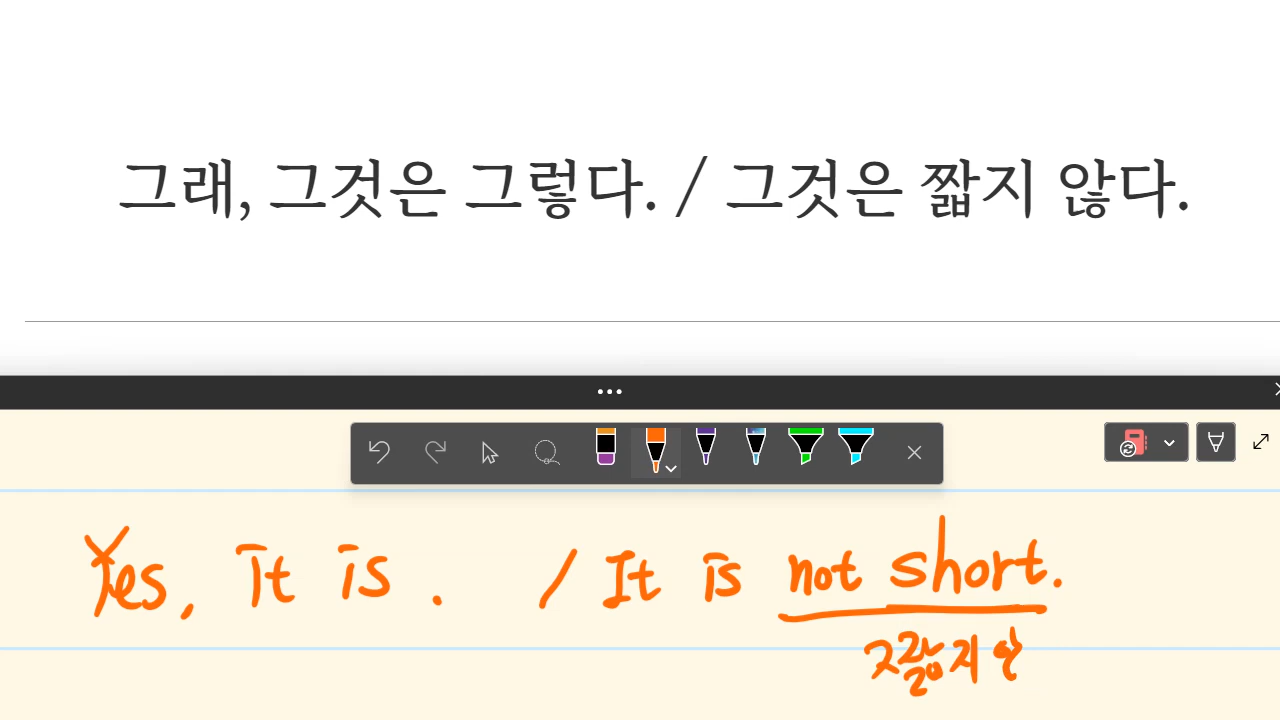 그래, 그것은 그렇다. / 그것은 짧지 않다.
Yes, it is. / It is not short.
짧지 안